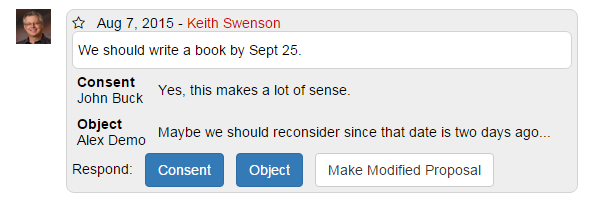 Aug 7, 2015 - Keith Swenson
We should write a book by Sept 25.
Consent
John Buck
Yes, this makes a lot of sense.
Object
Alex Demo
Maybe we should reconsider since that date is two days ago...
Respond: Consent Object Make Modified Proposal